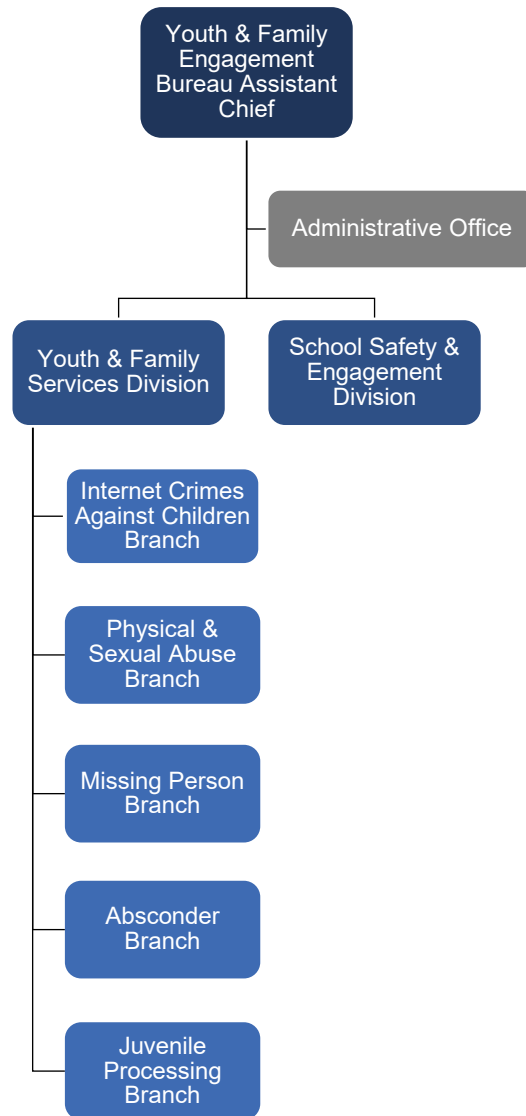 Youth & Family
Engagement
Bureau Assistant
Chief
Administrative Office
Youth & Family
Services Division
School Safety &
Engagement
Division
Internet Crimes
Against Children
Branch
Physical &
Sexual Abuse
Branch
Missing Person
Branch
Absconder
Branch
Juvenile
Processing
Branch